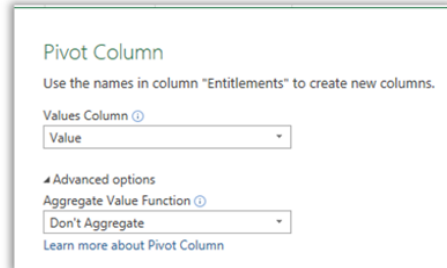 Pivot Column
Use the names in column "Entitlements" to create new columns.
Values Column
Value
Advanced options
Aggregate Value Function
Don't Aggregate
Learn more about Pivot Column